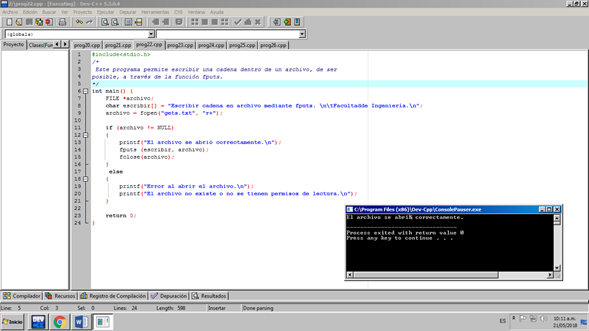 E:\prog22.cpp - [Executing] - Dev-C++ 5.5.0.4
Archivo Edición Buscar Ver Proyecto Ejecutar Depurar Herramientas CVS Ventana Ayuda
(globals)
Proyecto Clases(Fun
prog20.cpp prog21.cpp prog22.cpp prog23.cpp prog24.cpp prog25.cpp prog26.cpp
1 #include<stdio.h>
2 /*
3 Este programa permite escribir una cadena dentro de un archivo, de ser
4 posible, a través de la función fputs.
5 */
6 int main() {
7 FILE *archivo;
8 char escribir[] = "Escribir cadena en archivo mediante fputs. \n\tFacultadde Ingenieria.\n";
9 archivo = fopen("gets.txt", "r+");
10
11 if (archivo != NULL)
12 {
13 printf("El archivo se abrió correctamente.\n");
14 fputs (escribir, archivo);
15 fclose(archivo);
16 }
17 else
18 {
19 printf("Error al abrir el archivo.\n");
20 printf("El archivo no existe o no se tienen permisos de lectura.\n");
21 }
22
23 return 0;
24 }
C:\Program Files (x86)\Dev-Cpp\ConsolePauser.exe
El archivo se abri¾ correctamente.
--------------------------------
Process exited with return value 0
Press any key to continue . . .
Compilador Recursos Registro de Compilación Depuración Resultados
Line: 5 Col: 3 Sel: 0 Lines: 24 Length: 598 Insertar Done parsing
Inicio ES 10:11 a.m.
21/05/2018